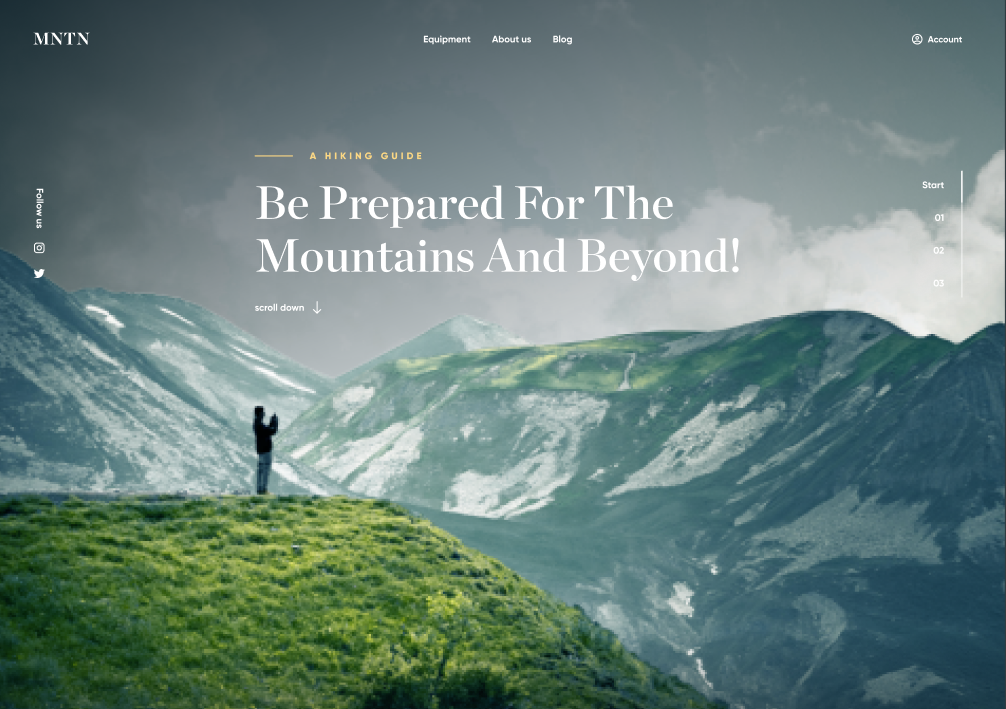 MNTN
Equipment
About us
Blog
Account
A HIKING GUIDE
Be Prepared For The
Mountains And Beyond!
scroll down
Follow us
Start
01
02
03